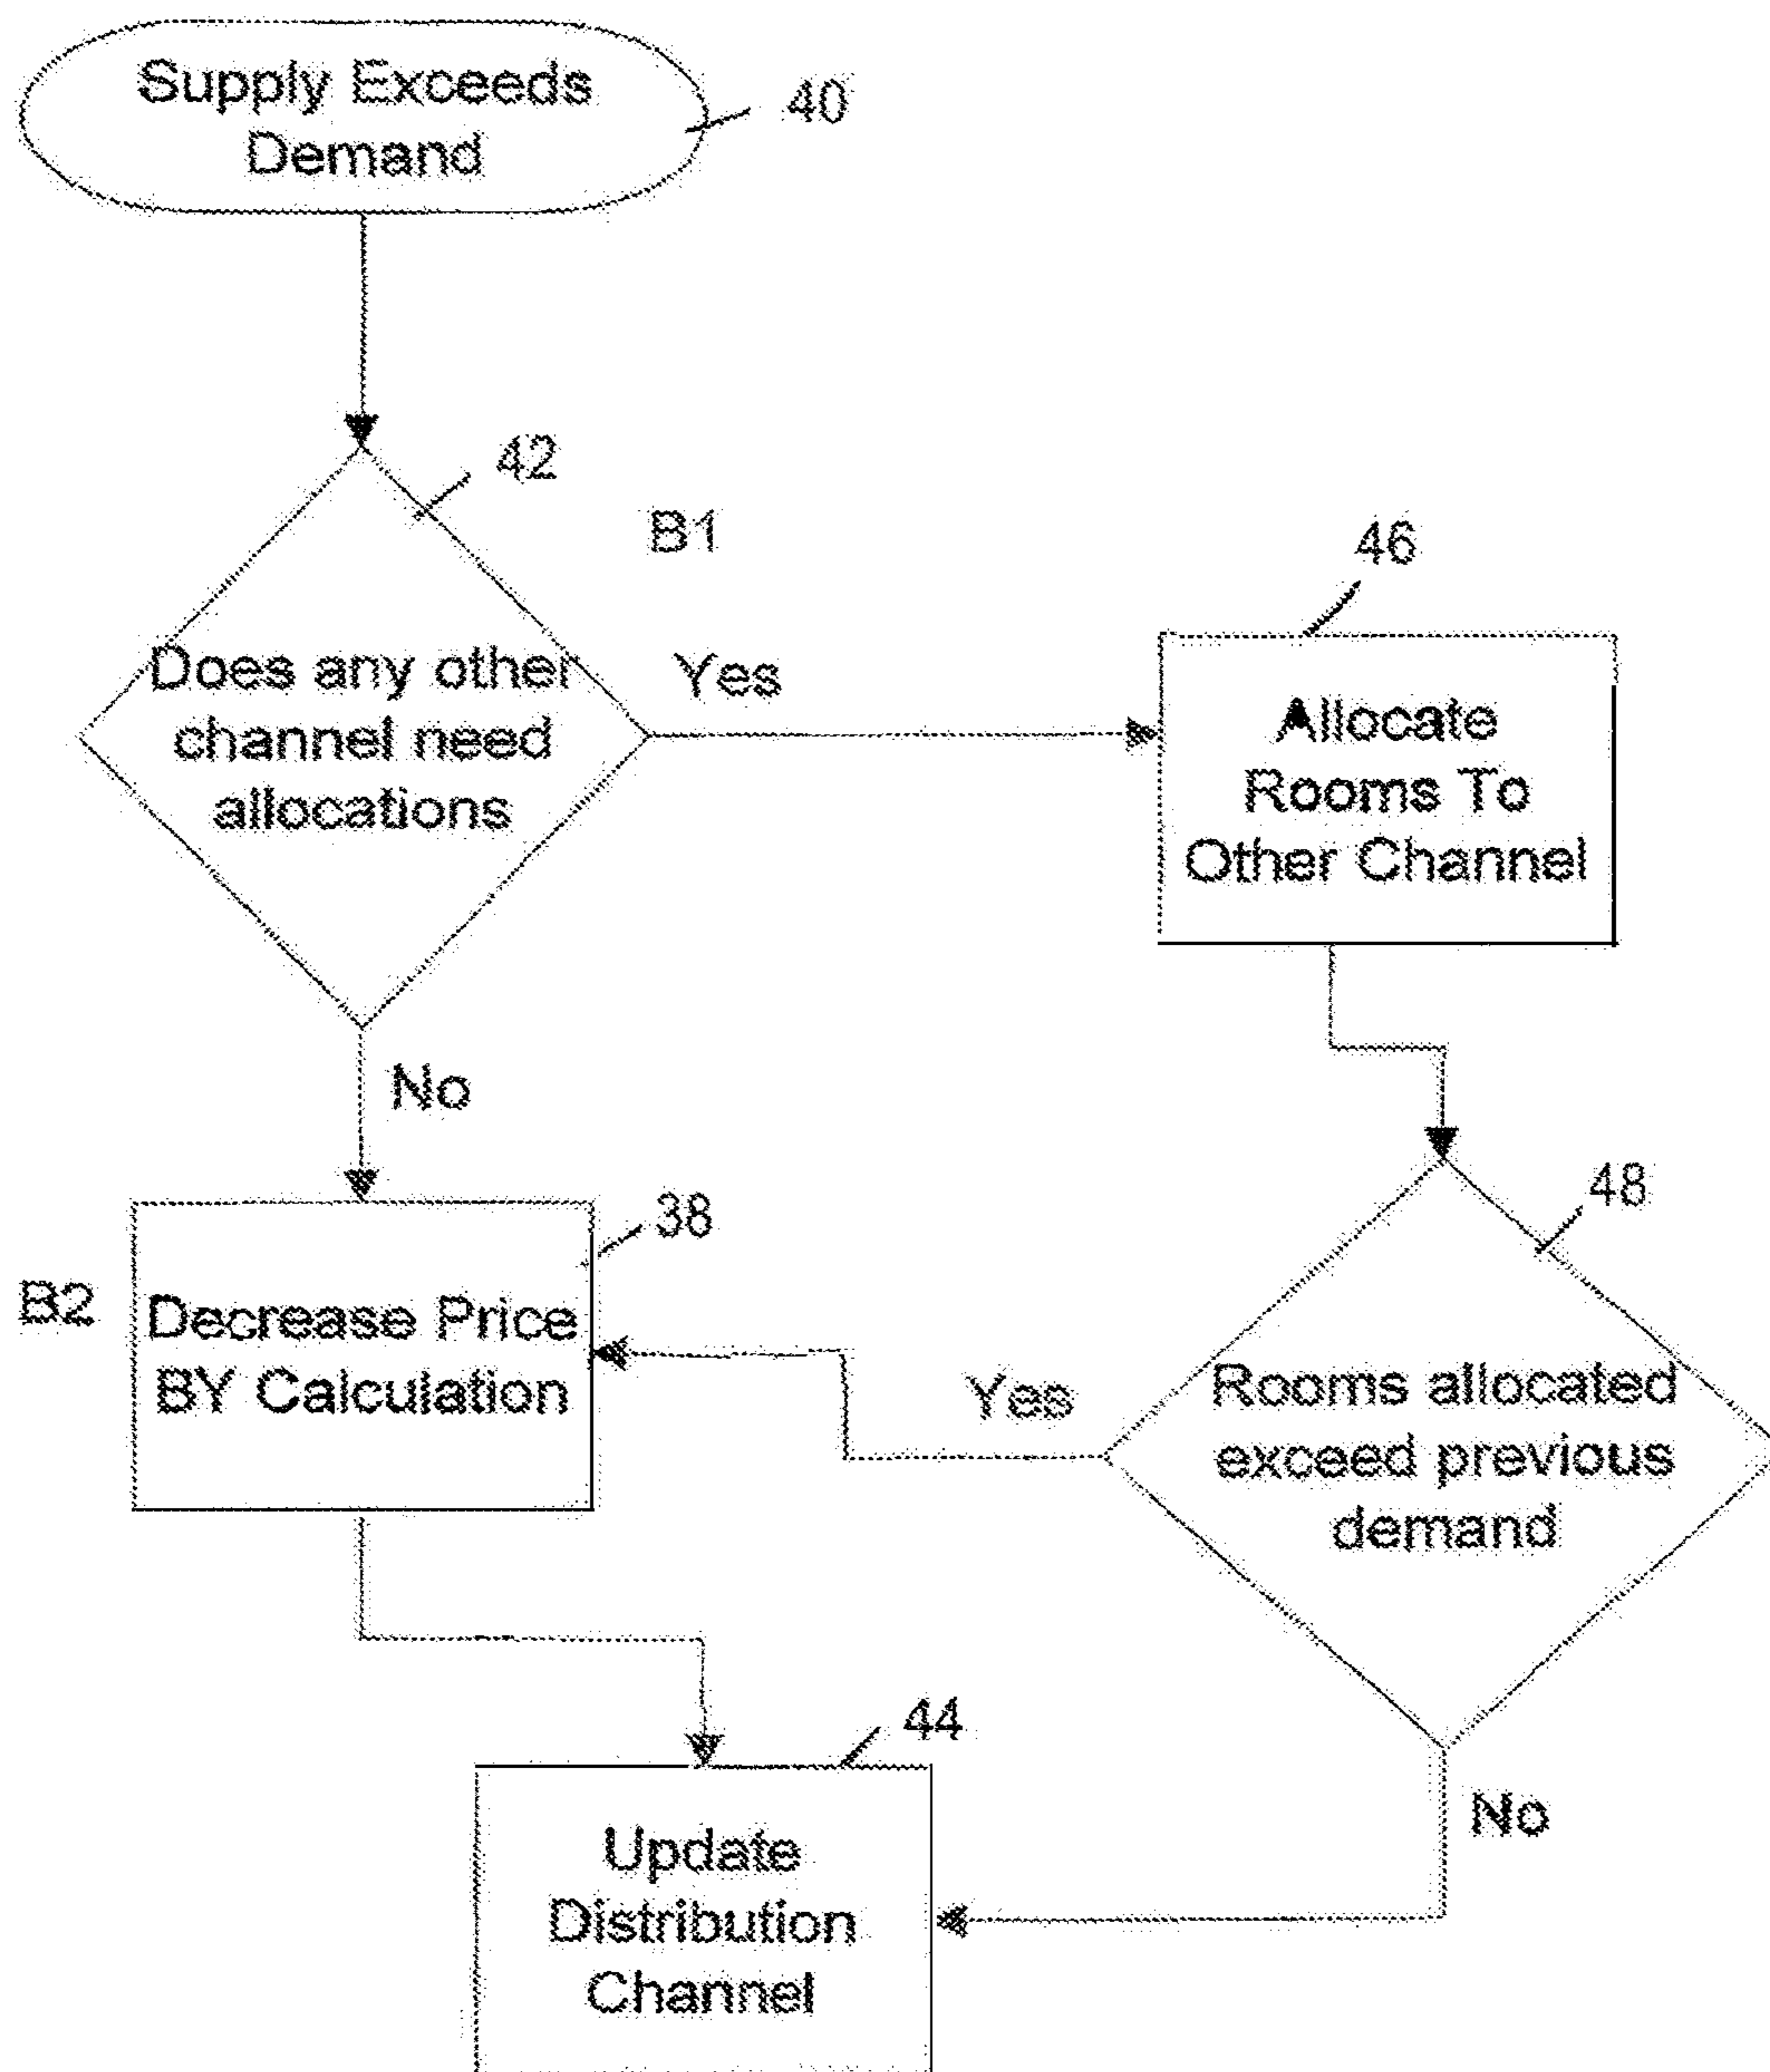 Supply Exceeds
Demand
40
42
B1
Does any other
channel need
allocations
Yes
46
Allocate
Rooms To
Other Channel
No
38
B2
Decrease Price
BY Calculation
48
Yes
Rooms allocated
exceed previous
demand
44
Update
Distribution
Channel
No